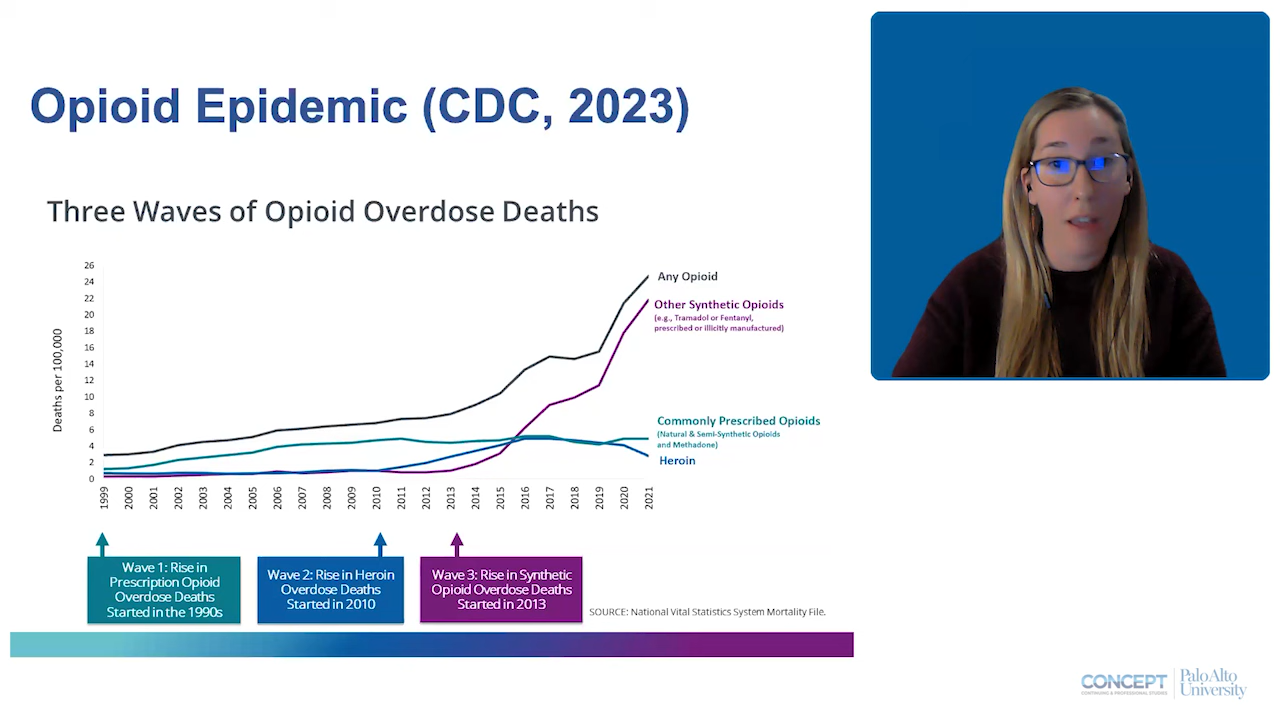 Opioid Epidemic (CDC, 2023)
Three Waves of Opioid Overdose Deaths
Deaths per 100,000
26
24
22
20
18
16
14
12
10
8
6
4
2
0
1999
2000
2001
2002
2003
2004
2005
2006
2007
2008
2009
2010
2011
2012
2013
2014
2015
2016
2017
2018
2019
2020
2021
Any Opioid
Other Synthetic Opioids
(e.g., Tramadol or Fentanyl,
prescribed or illicitly manufactured)
Commonly Prescribed Opioids
(Natural & Semi-Synthetic Opioids
and Methadone)
Heroin
Wave 1: Rise in
Prescription Opioid
Overdose Deaths
Started in the 1990s
Wave 2: Rise in Heroin
Overdose Deaths
Started in 2010
Wave 3: Rise in Synthetic
Opioid Overdose Deaths
Started in 2013
SOURCE: National Vital Statistics System Mortality File.
CONCEPT
CONTINUING & PROFESSIONAL STUDIES
Palo Alto
University